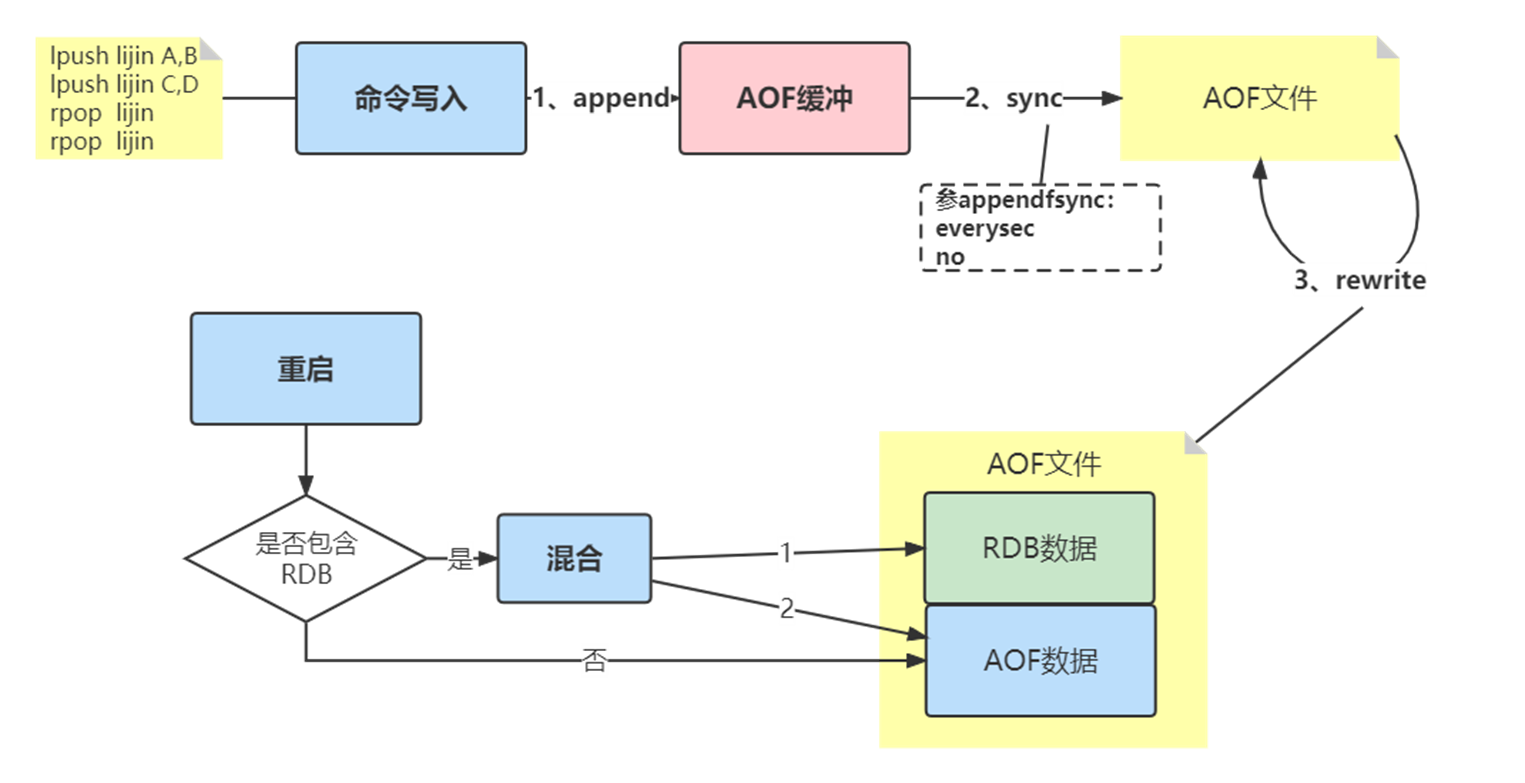 lpush lijin A,B
lpush lijin C,D
rpop lijin
rpop lijin
命令写入
1、append
AOF缓冲
2、sync
AOF文件
参appendfsync：
everysec
no
3、rewrite
重启
是否包含
RDB
是
混合
1
2
否
AOF文件
RDB数据
AOF数据